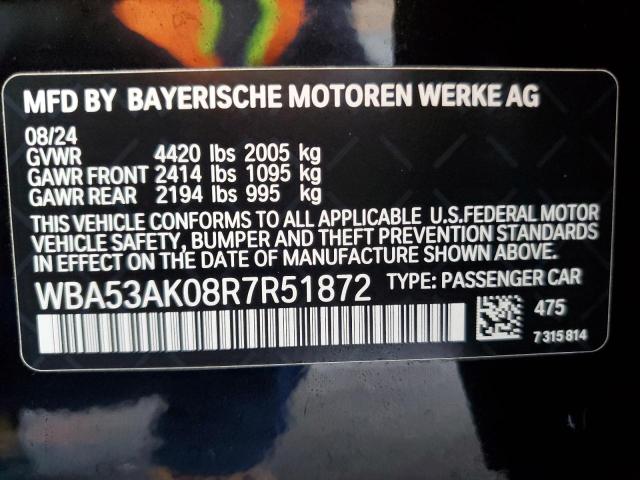 MFD BY BAYERISCHE MOTOREN WERKE AG
08/24
GVWR 4420 lbs 2005 kg
GAWR FRONT 2414 lbs 1095 kg
GAWR REAR 2194 lbs 995 kg
THIS VEHICLE CONFORMS TO ALL APPLICABLE U.S.FEDERAL MOTOR
VEHICLE SAFETY, BUMPER AND THEFT PREVENTION STANDARDS
IN EFFECT ON THE DATE OF MANUFACTURE SHOWN ABOVE.
WBA53AK08R7R51872 TYPE: PASSENGER CAR
475
7 315 814